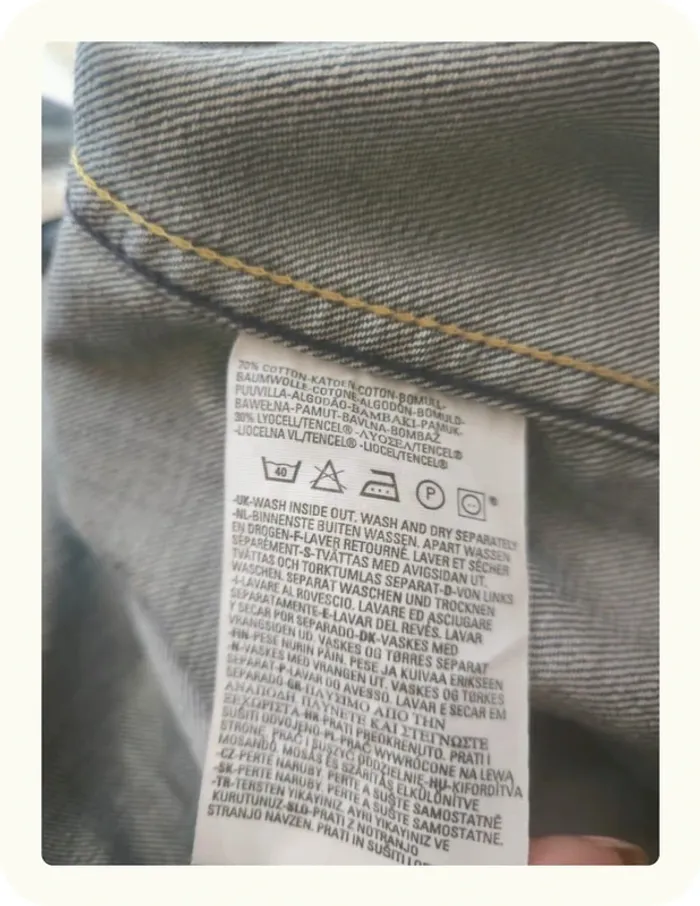 70% COTTON-KATOEN-COTON-BOMULL-
BAUMWOLLE-COTONE-ALGODÓN-BOMULD-
PUUVILLA-ALGODÃO-BAMBAKI-PAMUK-
BAWEŁNA-PAMUT-BAVLNA-BOMBAŽ
30% LYOCELL/TENCEL® -ΛΥΟΣΕΛ/TENCEL®
-LIOCELNA VL/TENCEL® -LIOCEL/TENCEL®
40
P
®
-UK-WASH INSIDE OUT. WASH AND DRY SEPARATELY
-NL-BINNENSTE BUITEN WASSEN. APART WASSEN
EN DROGEN-F-LAVER RETOURNÉ. LAVER ET SÉCHER
SÉPARÉMENT-S-TVÄTTAS MED AVIGSIDAN UT.
TVÄTTAS OCH TORKTUMLAS SEPARAT-D-VON LINKS
WASCHEN. SEPARAT WASCHEN UND TROCKNEN
-I-LAVARE AL ROVESCIO. LAVARE ED ASCIUGARE
SEPARATAMENTE-E-LAVAR DEL REVÉS. LAVAR
Y SECAR POR SEPARADO-DK-VASKES MED
VRANGSIDEN UD. VASKES OG TØRRES SEPARAT
-FIN-PESE NURIN PÄIN. PESE JA KUIVAA ERIKSEEN
-N-VASKES MED VRANGEN UT. VASKES OG TØRKES
SEPARAT-P-LAVAR DO AVESSO. LAVAR E SECAR EM
SEPARADO-GR-ΠΛΥΣΙΜΟ ΑΠΟ ΤΗΝ
ΑΝΑΠΟΔΗ. ΠΛΥΝΕΤΕ ΚΑΙ ΣΤΕΓΝΩΣΤΕ
ΞΕΧΩΡΙΣΤΑ-HR-PRATI PREOKRENUTO. PRATI I
SUŠITI ODVOJENO-PL-PRAĆ WYWRÓCONE NA LEWĄ
STRONĘ. PRAĆ I SUSZYĆ ODDZIELNIE-HU-KIFORDÍTVA
MOSANDÓ. MOSÁS ÉS SZÁRÍTÁS ELKÜLÖNÍTVE
-CZ-PERTE NARUBY. PERTE A SUŠTE SAMOSTATNĚ
-SK-PERTE NARUBY. PERTE A SUŠTE SAMOSTATNE.
-TR-TERSTEN YIKAYINIZ. AYRI YIKAYINIZ VE
KURUTUNUZ-SLO-PRATI Z NOTRANJO
STRANJO NAVZEN. PRATI IN SUŠITI